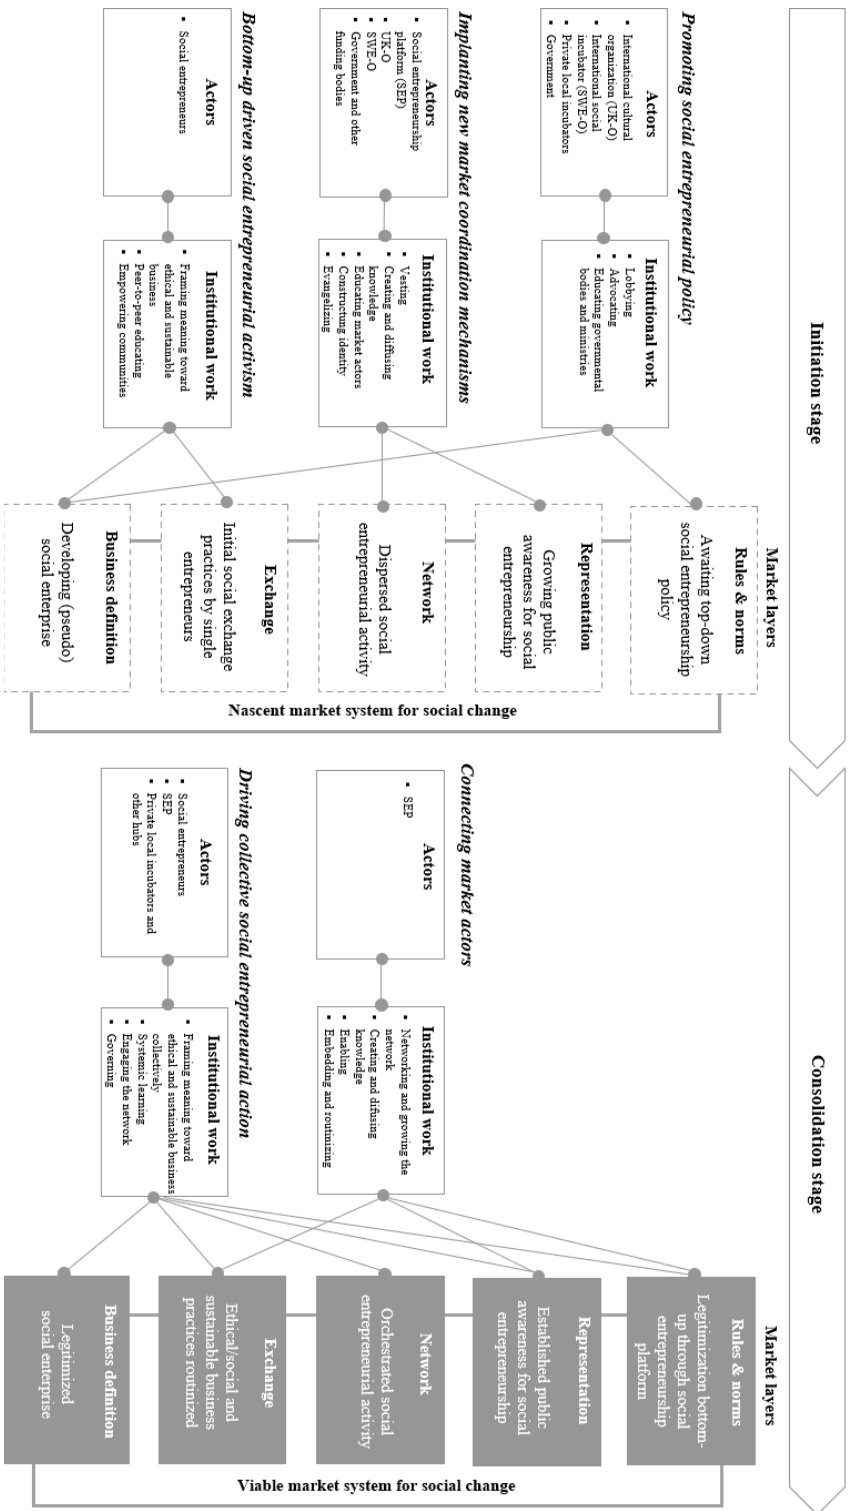 Initiation stage
Promoting social entrepreneurial policy
Actors
▪ International cultural
organization (UK-O)
▪ International social
incubator (SWE-O)
▪ Private local incubators
▪ Government
Institutional work
▪ Lobbying
▪ Advocating
▪ Educating governmental
bodies and ministries
Implanting new market coordination mechanisms
Actors
▪ Social entrepreneurship
platform (SEP)
▪ UK-O
▪ SWE-O
▪ Government and other
funding bodies
Institutional work
▪ Vesting
▪ Creating and diffusing
knowledge
▪ Educating market actors
▪ Constructung identity
▪ Evangelizing
Bottom-up driven social entrepreneurial activism
Actors
▪ Social entrepreneurs
Institutional work
▪ Framing meaning toward
ethical and sustainable
business
▪ Peer-to-peer educating
▪ Empowering communities
Market layers
Rules & norms
Awaiting top-down
social entrepreneurship
policy
Representation
Growing public
awareness for social
entrepreneurship
Network
Dispersed social
entrepreneurial activity
Exchange
Initial social exchange
practices by single
entrepreneurs
Business definition
Developing (pseudo)
social enterprise
Nascent market system for social change
Consolidation stage
Connecting market actors
Actors
▪ SEP
Institutional work
▪ Networking and growing the
network
▪ Creating and difusing
knowledge
▪ Enabling
▪ Embedding and routinizing
Driving collective social entrepreneurial action
Actors
▪ Social entrepreneurs
▪ SEP
▪ Private local incubators and
other hubs
Institutional work
▪ Framing meaning toward
ethical and sustainable business
collectively
▪ Systemic learning
▪ Engaging the network
▪ Governing
Market layers
Rules & norms
Legitimization bottom-
up through social
entrepreneurship
platform
Representation
Established public
awareness for social
entrepreneurship
Network
Orchestrated social
entrepreneurial activity
Exchange
Ethical/social and
sustainable business
practices routinized
Business definition
Legitimized
social enterprise
Viable market system for social change